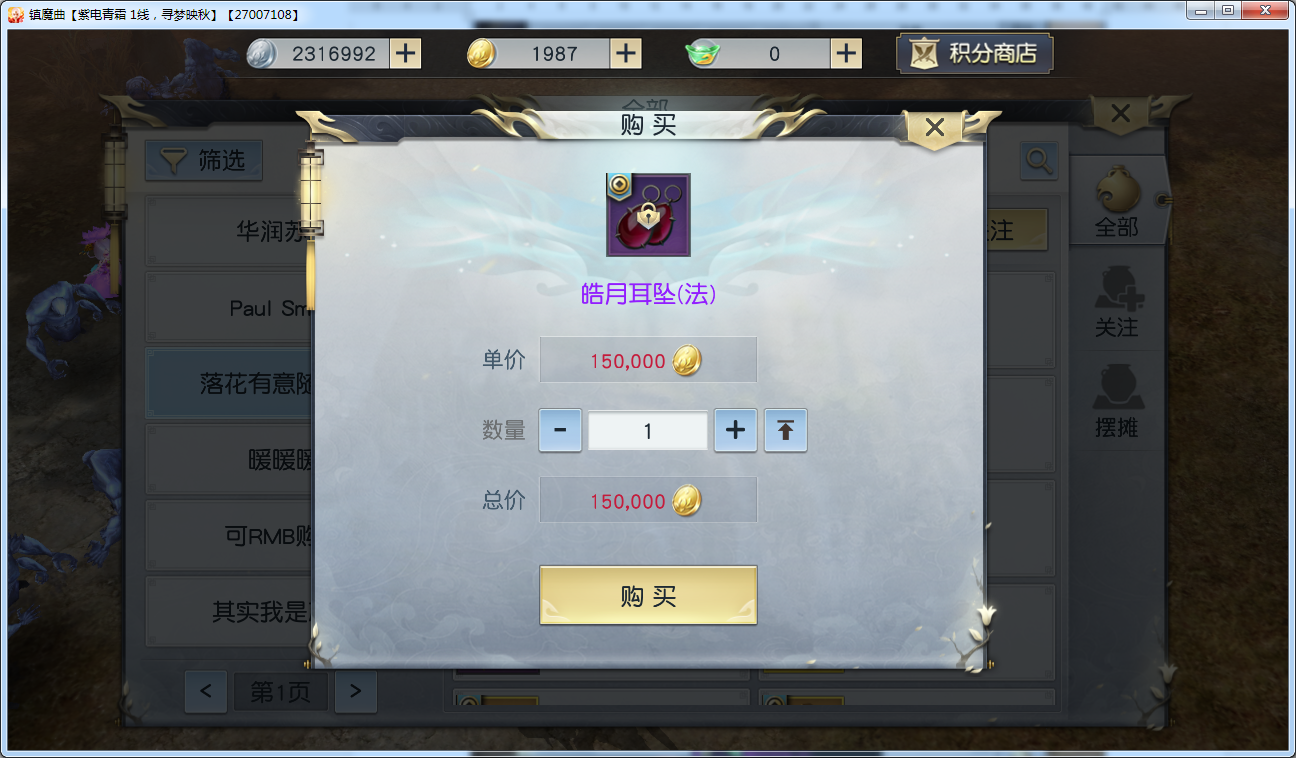 镇魔曲【紫电青霜 1线，寻梦映秋】【27007108】
2316992 + 1987 + 0 + 积分商店
全部
购 买
筛选
华润苏
注
全部
皓月耳坠(法)
Paul Sm
关注
单价 150,000
落花有意随
数量 - 1 +
摆摊
暖暖暖
总价 150,000
可RMB购
购 买
其实我是
< 第1页 >